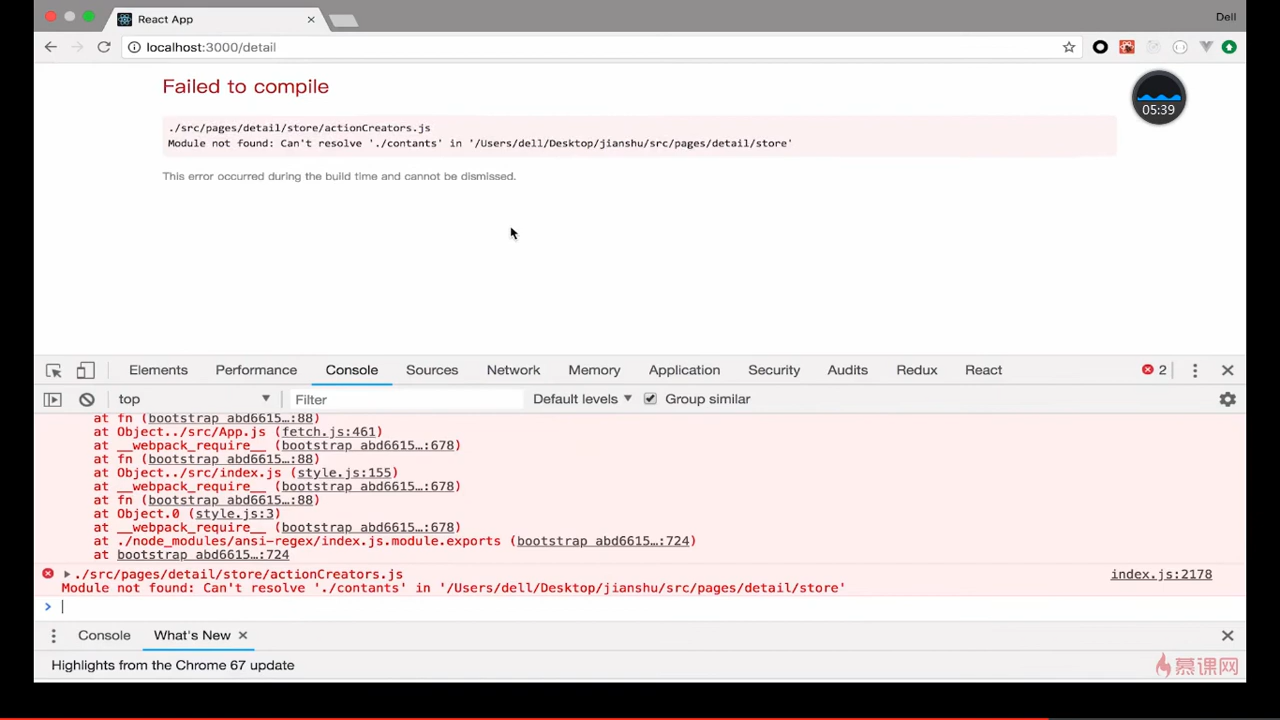 React App
Dell
localhost:3000/detail
Failed to compile
05:39
./src/pages/detail/store/actionCreators.js
Module not found: Can't resolve './contants' in '/Users/dell/Desktop/jianshu/src/pages/detail/store'
This error occurred during the build time and cannot be dismissed.
Elements Performance Console Sources Network Memory Application Security Audits Redux React 2
top Filter Default levels Group similar
at fn (bootstrap abd6615…:88)
at Object../src/App.js (fetch.js:461)
at __webpack_require__ (bootstrap abd6615…:678)
at fn (bootstrap abd6615…:88)
at Object../src/index.js (style.js:155)
at __webpack_require__ (bootstrap abd6615…:678)
at fn (bootstrap abd6615…:88)
at Object.0 (style.js:3)
at __webpack_require__ (bootstrap abd6615…:678)
at ./node_modules/ansi-regex/index.js.module.exports (bootstrap abd6615…:724)
at bootstrap abd6615…:724
./src/pages/detail/store/actionCreators.js index.js:2178
Module not found: Can't resolve './contants' in '/Users/dell/Desktop/jianshu/src/pages/detail/store'
Console What's New
Highlights from the Chrome 67 update
慕课网